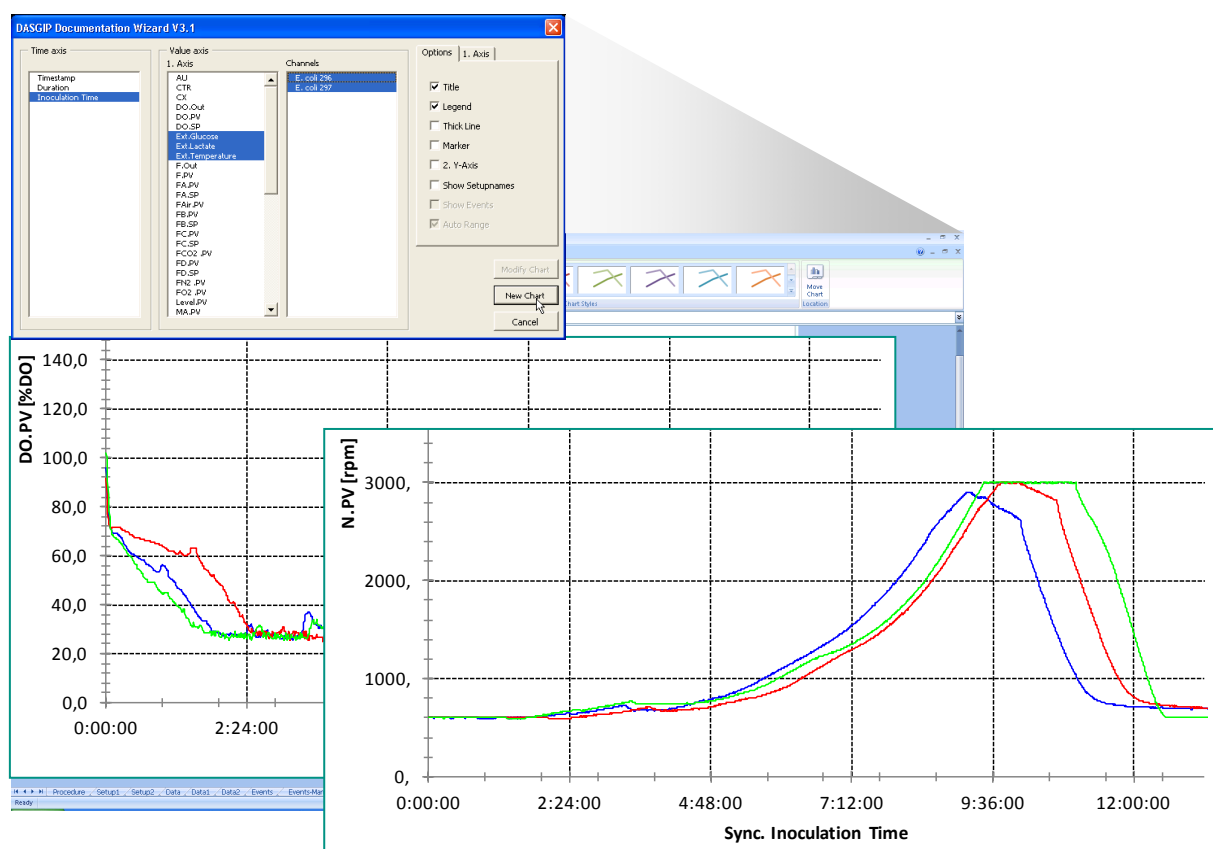 DASGIP Documentation Wizard V3.1
Time axis
Timestamp
Duration
Inoculation Time
Value axis
1. Axis
AU
CTR
CX
DO.Out
DO.PV
DO.SP
Ext.Glucose
Ext.Lactate
Ext.Temperature
F.Out
F.PV
FA.PV
FA.SP
FAir.PV
FB.PV
FB.SP
FC.PV
FC.SP
FCO2 .PV
FD.PV
FD.SP
FN2 .PV
FO2 .PV
Level.PV
MA.PV
Channels
E. coli 296
E. coli 297
Options
1. Axis
Title
Legend
Thick Line
Marker
2. Y-Axis
Show Setupnames
Show Events
Auto Range
Modify Chart
New Chart
Cancel
Move
Chart
Chart Styles
Location
DO.PV [%DO]
140,0
120,0
100,0
80,0
60,0
40,0
20,0
0,0
0:00:00
2:24:00
N.PV [rpm]
3000,
2000,
1000,
0,
0:00:00
2:24:00
4:48:00
7:12:00
9:36:00
12:00:00
Sync. Inoculation Time
Procedure
Setup1
Setup2
Data
Data1
Data2
Events
Events-Man
Ready